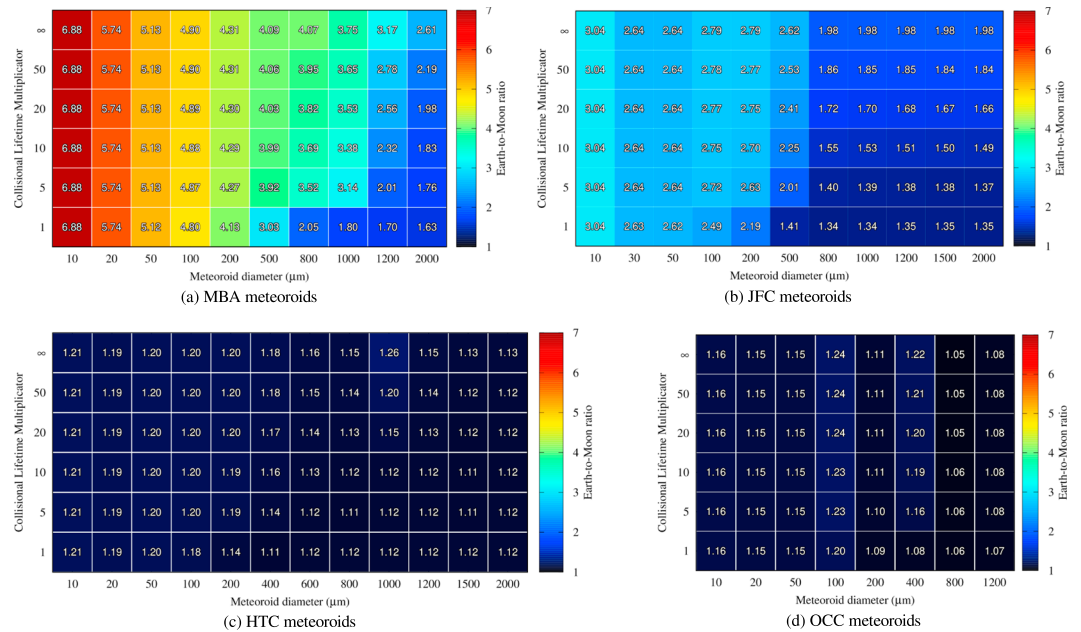 Collisional Lifetime Multiplicator
∞ 6.88 5.74 5.13 4.90 4.31 4.09 4.07 3.75 3.17 2.61
50 6.88 5.74 5.13 4.90 4.31 4.06 3.95 3.65 2.78 2.19
20 6.88 5.74 5.13 4.89 4.30 4.03 3.82 3.53 2.56 1.98
10 6.88 5.74 5.13 4.88 4.29 3.99 3.69 3.38 2.32 1.83
5 6.88 5.74 5.13 4.87 4.27 3.92 3.52 3.14 2.01 1.76
1 6.88 5.74 5.12 4.80 4.13 3.03 2.05 1.80 1.70 1.63
10 20 50 100 200 500 800 1000 1200 2000
Meteoroid diameter (μm)
7
6
5
4
3
2
1
Earth-to-Moon ratio
(a) MBA meteoroids
Collisional Lifetime Multiplicator
∞ 3.04 2.64 2.64 2.79 2.79 2.62 1.98 1.98 1.98 1.98 1.98
50 3.04 2.64 2.64 2.78 2.77 2.53 1.86 1.85 1.85 1.84 1.84
20 3.04 2.64 2.64 2.77 2.75 2.41 1.72 1.70 1.68 1.67 1.66
10 3.04 2.64 2.64 2.75 2.70 2.25 1.55 1.53 1.51 1.50 1.49
5 3.04 2.64 2.64 2.72 2.63 2.01 1.40 1.39 1.38 1.38 1.37
1 3.04 2.63 2.62 2.49 2.19 1.41 1.34 1.34 1.35 1.35 1.35
10 30 50 100 200 500 800 1000 1200 1500 2000
Meteoroid diameter (μm)
7
6
5
4
3
2
1
Earth-to-Moon ratio
(b) JFC meteoroids
Collisional Lifetime Multiplicator
∞ 1.21 1.19 1.20 1.20 1.20 1.18 1.16 1.15 1.26 1.15 1.13 1.13
50 1.21 1.19 1.20 1.20 1.20 1.18 1.15 1.14 1.20 1.14 1.12 1.12
20 1.21 1.19 1.20 1.20 1.20 1.17 1.14 1.13 1.15 1.13 1.12 1.12
10 1.21 1.19 1.20 1.20 1.19 1.16 1.13 1.12 1.12 1.12 1.11 1.12
5 1.21 1.19 1.20 1.20 1.19 1.14 1.12 1.11 1.11 1.12 1.11 1.12
1 1.21 1.19 1.20 1.18 1.14 1.11 1.12 1.12 1.12 1.12 1.12 1.12
10 20 50 100 200 400 600 800 1000 1200 1500 2000
Meteoroid diameter (μm)
7
6
5
4
3
2
1
Earth-to-Moon ratio
(c) HTC meteoroids
Collisional Lifetime Multiplicator
∞ 1.16 1.15 1.15 1.24 1.11 1.22 1.05 1.08
50 1.16 1.15 1.15 1.24 1.11 1.21 1.05 1.08
20 1.16 1.15 1.15 1.24 1.11 1.20 1.05 1.08
10 1.16 1.15 1.15 1.23 1.11 1.19 1.06 1.08
5 1.16 1.15 1.15 1.23 1.10 1.16 1.06 1.08
1 1.16 1.15 1.15 1.20 1.09 1.08 1.06 1.07
10 20 50 100 200 400 800 1200
Meteoroid diameter (μm)
7
6
5
4
3
2
1
Earth-to-Moon ratio
(d) OCC meteoroids